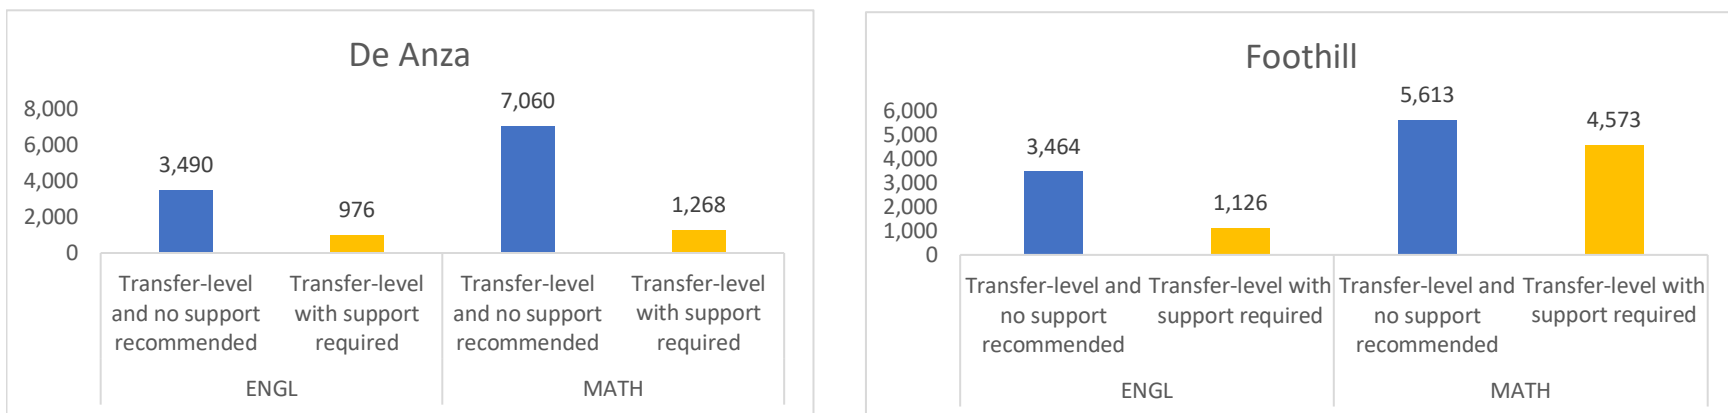 De Anza
8,000
6,000
4,000
2,000
0
3,490
976
7,060
1,268
Transfer-level
and no support
recommended
Transfer-level
with support
required
Transfer-level
and no support
recommended
Transfer-level
with support
required
ENGL
MATH
Foothill
6,000
5,000
4,000
3,000
2,000
1,000
0
3,464
1,126
5,613
4,573
Transfer-level and
no support
recommended
Transfer-level with
support required
Transfer-level and
no support
recommended
Transfer-level with
support required
ENGL
MATH